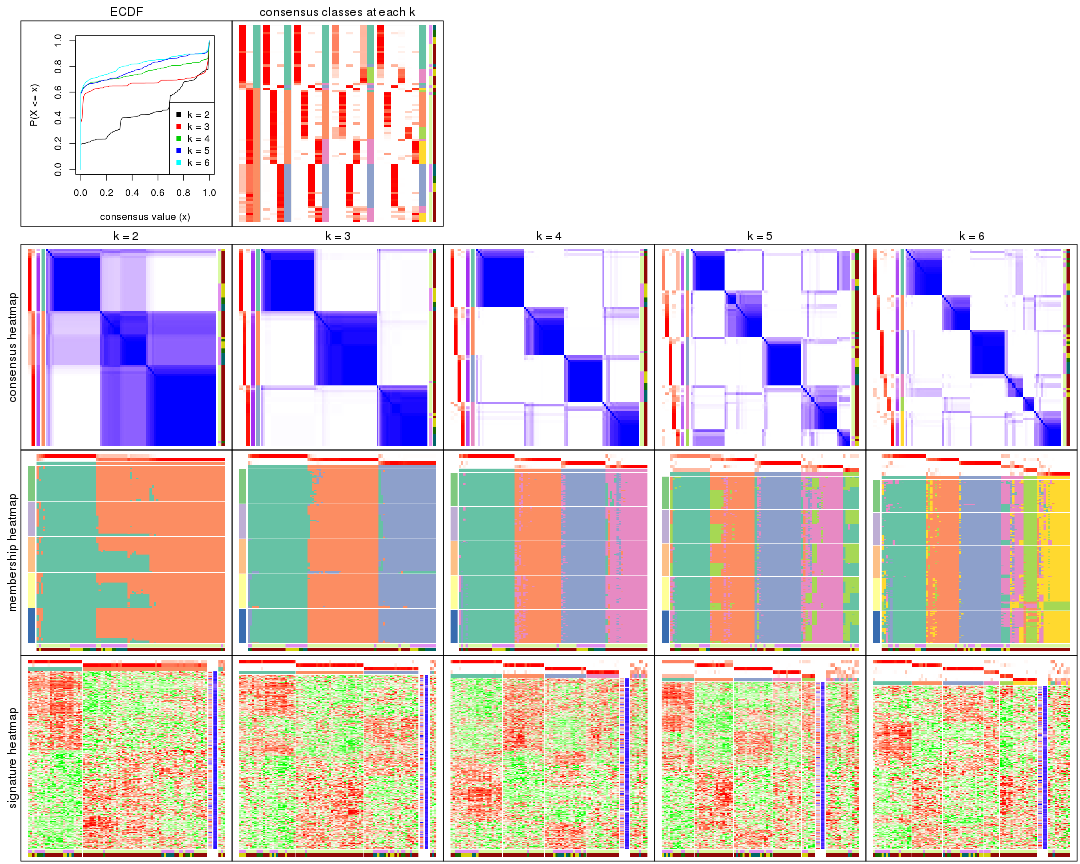 ECDF
consensus classes at each k
P(X <= x)
0.0 0.2 0.4 0.6 0.8 1.0
k = 2
k = 3
k = 4
k = 5
k = 6
0.0 0.2 0.4 0.6 0.8 1.0
consensus value (x)
k = 2
k = 3
k = 4
k = 5
k = 6
consensus heatmap
membership heatmap
signature heatmap